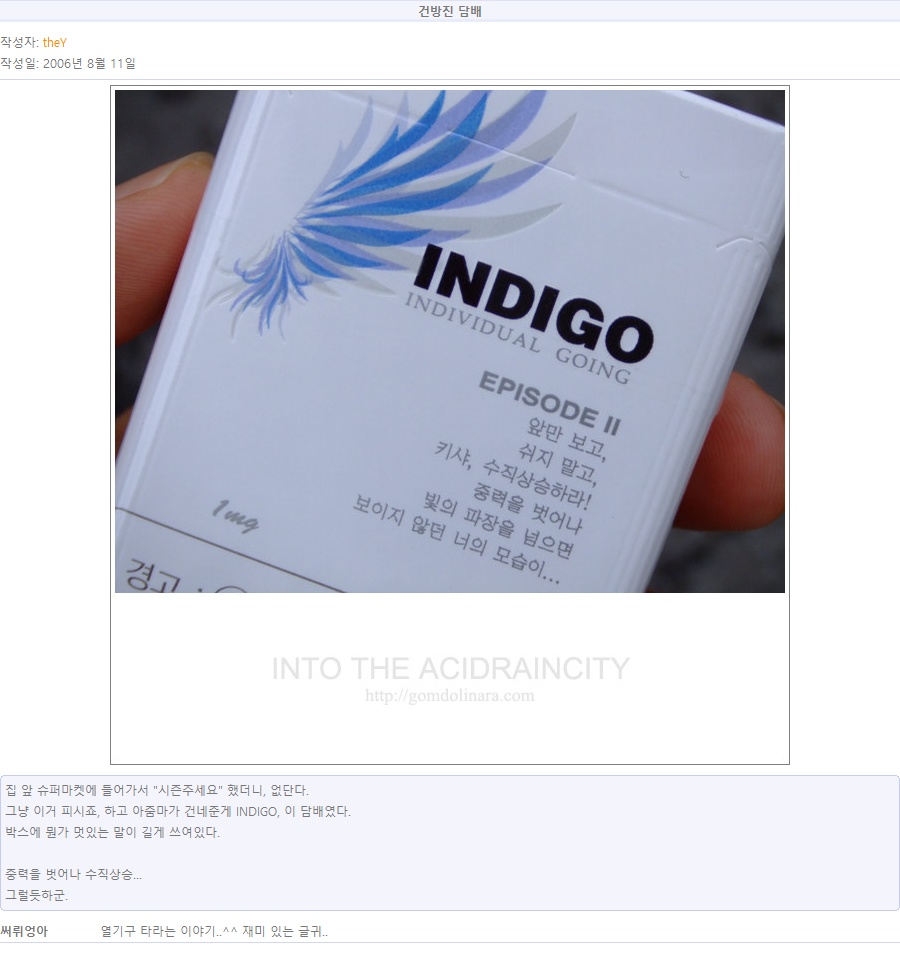 건방진 담배
작성자: theY
작성일: 2006년 8월 11일
INDIGO
INDIVIDUAL GOING
EPISODE II
앞만 보고,
쉬지 말고,
키샤, 수직상승하라!
중력을 벗어나
빛의 파장을 넘으면
보이지 않던 너의 모습이...
1mg
경고 :
INTO THE ACIDRAINCITY
http://gomdolinara.com
집 앞 슈퍼마켓에 들어가서 "시즌주세요" 했더니, 없단다.
그냥 이거 피시죠, 하고 아줌마가 건네준게 INDIGO, 이 담배였다.
박스에 뭔가 멋있는 말이 길게 쓰여있다.
중력을 벗어나 수직상승...
그럴듯하군.
써뤼엉아 열기구 타라는 이야기..^^ 재미 있는 글귀..